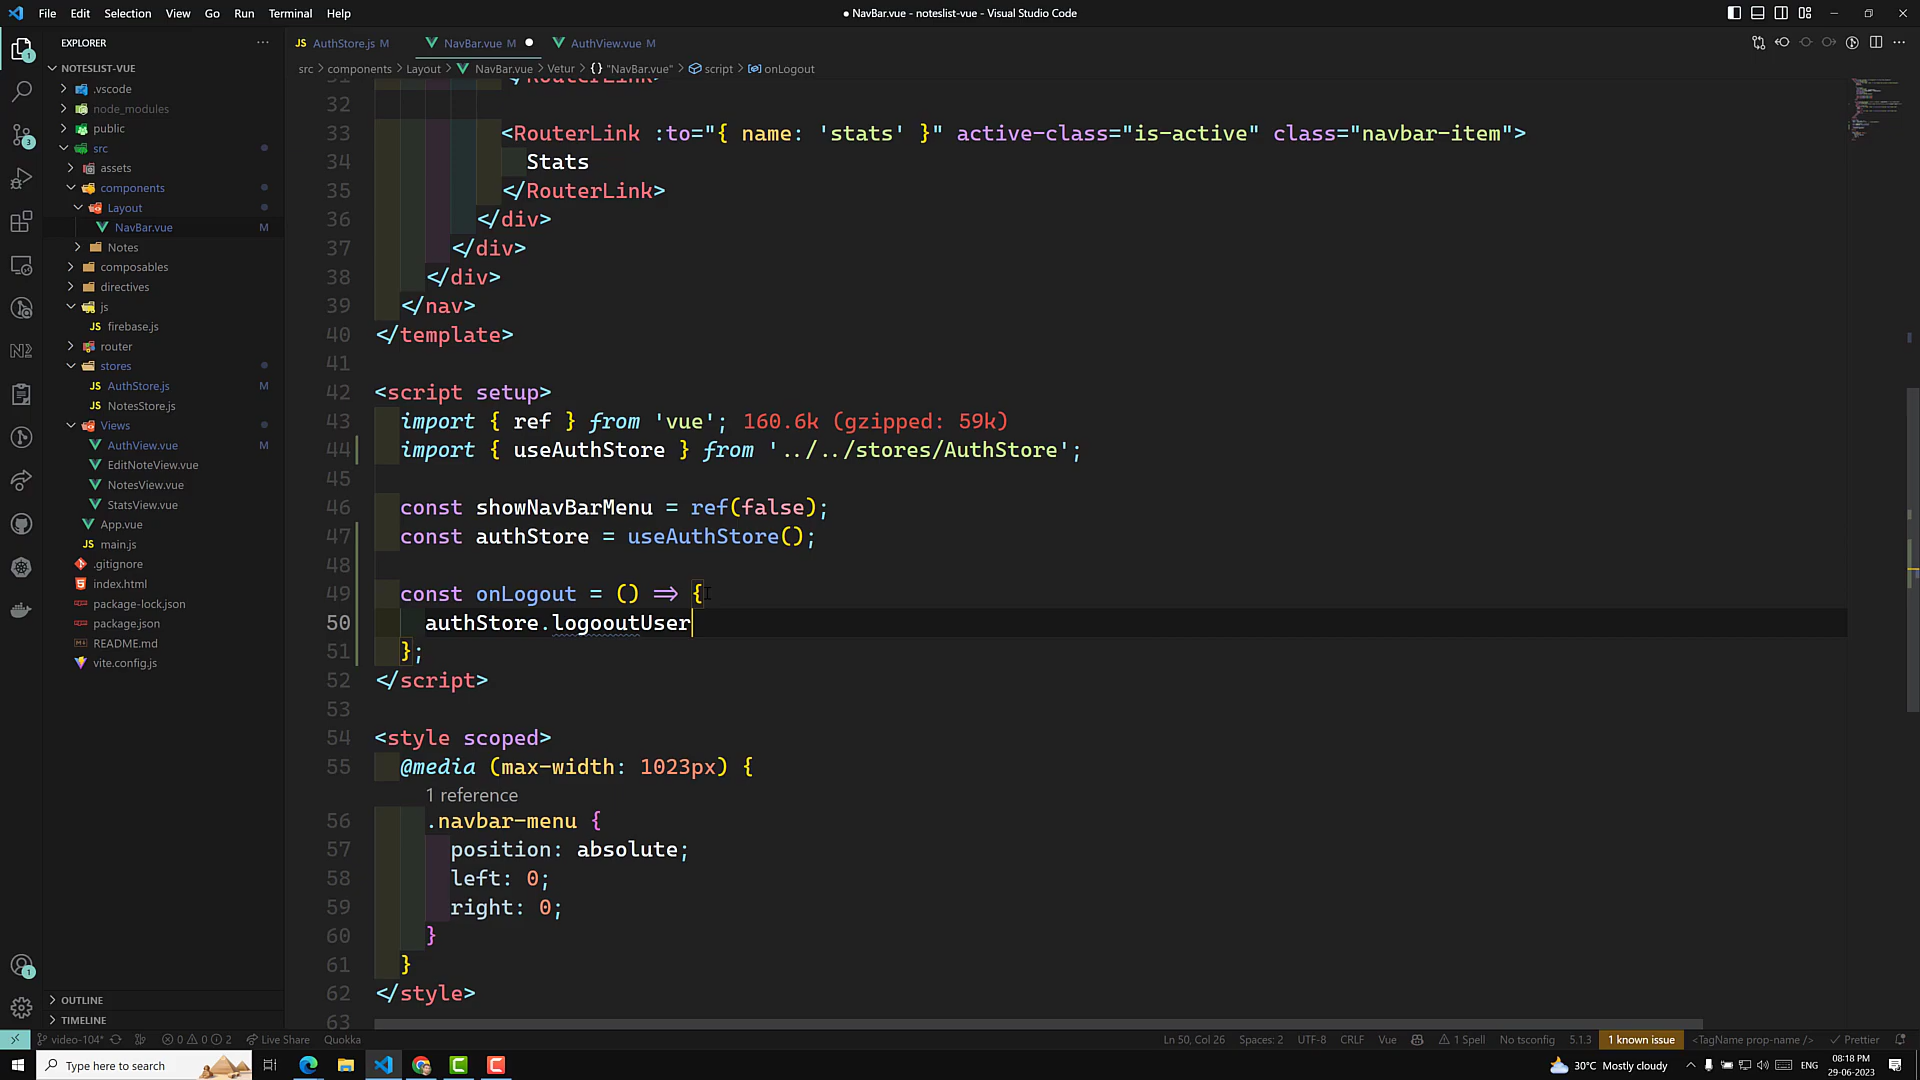 File Edit Selection View Go Run Terminal Help
● NavBar.vue - noteslist-vue - Visual Studio Code
EXPLORER
JS AuthStore.js M
NavBar.vue M
AuthView.vue M
NOTESLIST-VUE
src > components > Layout > NavBar.vue > Vetur > {} "NavBar.vue" > script > onLogout
.vscode
node_modules
public
src
assets
components
Layout
NavBar.vue M
Notes
composables
directives
js
JS firebase.js
router
stores
JS AuthStore.js M
JS NotesStore.js
Views
AuthView.vue M
EditNoteView.vue
NotesView.vue
StatsView.vue
App.vue
JS main.js
.gitignore
index.html
package-lock.json
package.json
README.md
vite.config.js
OUTLINE
TIMELINE
32
33 <RouterLink :to="{ name: 'stats' }" active-class="is-active" class="navbar-item">
34 Stats
35 </RouterLink>
36 </div>
37 </div>
38 </div>
39 </nav>
40 </template>
41
42 <script setup>
43 import { ref } from 'vue'; 160.6k (gzipped: 59k)
44 import { useAuthStore } from '../../stores/AuthStore';
45
46 const showNavBarMenu = ref(false);
47 const authStore = useAuthStore();
48
49 const onLogout = () => {
50 authStore.logooutUser
51 };
52 </script>
53
54 <style scoped>
55 @media (max-width: 1023px) {
1 reference
56 .navbar-menu {
57 position: absolute;
58 left: 0;
59 right: 0;
60 }
61 }
62 </style>
63
video-104* 0 0 2 Live Share Quokka
Ln 50, Col 26 Spaces: 2 UTF-8 CRLF Vue 1 Spell No tsconfig 5.1.3 1 known issue <TagName prop-name /> Prettier
Type here to search
30°C Mostly cloudy
ENG
08:18 PM
29-06-2023